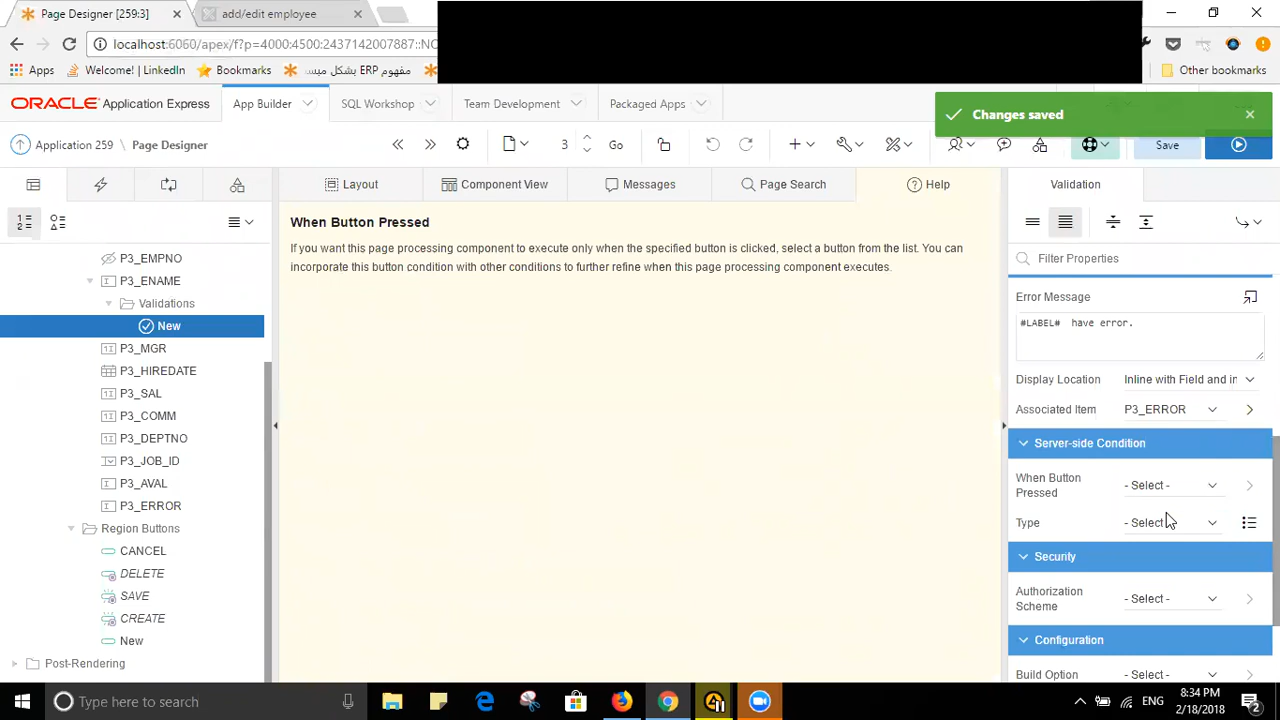 Page Designer [259:3]
add/edit employee
localhost:6060/apex/f?p=4000:4500:2437142007887::NO
Apps
Welcome! | LinkedIn
Bookmarks
مفهوم ERP بشكل مبسـ
Other bookmarks
ORACLE Application Express
App Builder
SQL Workshop
Team Development
Packaged Apps
Changes saved
Application 259
Page Designer
3
Go
Save
Layout
Component View
Messages
Page Search
Help
Validation
When Button Pressed
If you want this page processing component to execute only when the specified button is clicked, select a button from the list. You can
incorporate this button condition with other conditions to further refine when this page processing component executes.
P3_EMPNO
P3_ENAME
Validations
New
P3_MGR
P3_HIREDATE
P3_SAL
P3_COMM
P3_DEPTNO
P3_JOB_ID
P3_AVAL
P3_ERROR
Region Buttons
CANCEL
DELETE
SAVE
CREATE
New
Post-Rendering
Filter Properties
Error Message
#LABEL# have error.
Display Location
Inline with Field and in
Associated Item
P3_ERROR
Server-side Condition
When Button
Pressed
- Select -
Type
- Select
Security
Authorization
Scheme
- Select -
Configuration
Build Option
- Select -
Type here to search
ENG
8:34 PM
2/18/2018
2